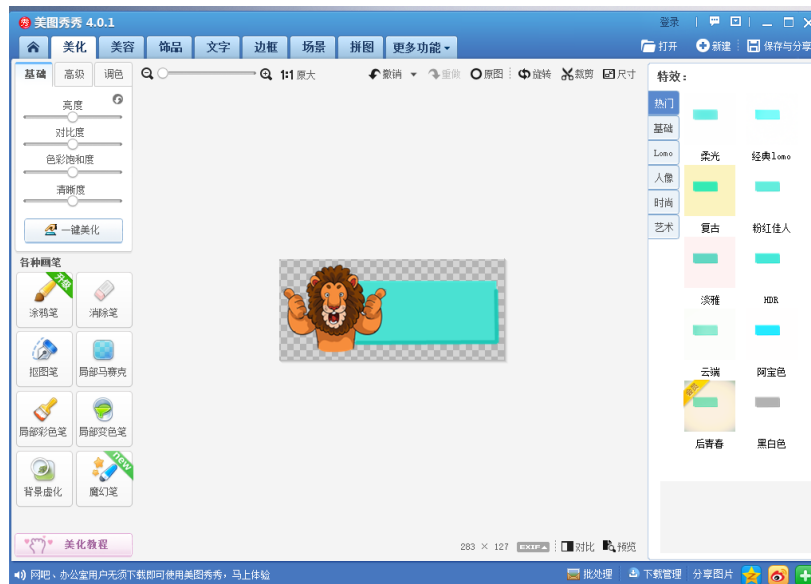 秀 美图秀秀 4.0.1
登录
美化 美容 饰品 文字 边框 场景 拼图 更多功能
打开 新建 保存与分享
基础 高级 调色
1:1 原大
撤销 重做 原图 旋转 裁剪 尺寸
亮度
对比度
色彩饱和度
清晰度
一键美化
各种画笔
升级
涂鸦笔 消除笔
抠图笔 局部马赛克
局部彩色笔 局部变色笔
new
背景虚化 魔幻笔
美化教程
283 × 127 EXIF 对比 预览
特效:
热门
基础
Lomo
人像
时尚
艺术
柔光 经典lomo
复古 粉红佳人
淡雅 HDR
云端 阿宝色
会员
后青春 黑白色
网吧、办公室用户无须下载即可使用美图秀秀，马上体验
批处理 下载管理 分享图片